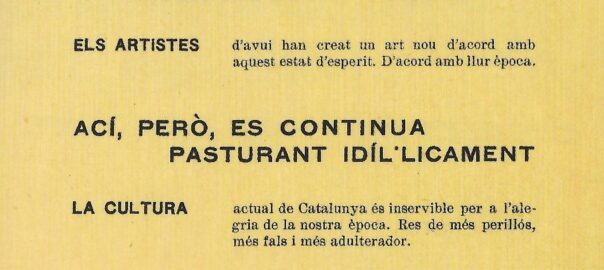 ELS ARTISTES d'avui han creat un art nou d'acord amb
aquest estat d'esperit. D'acord amb llur època.
ACÍ, PERÒ, ES CONTINUA
PASTURANT IDÍL·LICAMENT
LA CULTURA actual de Catalunya és inservible per a l'ale-
gria de la nostra època. Res de més perillós,
més fals i més adulterador.